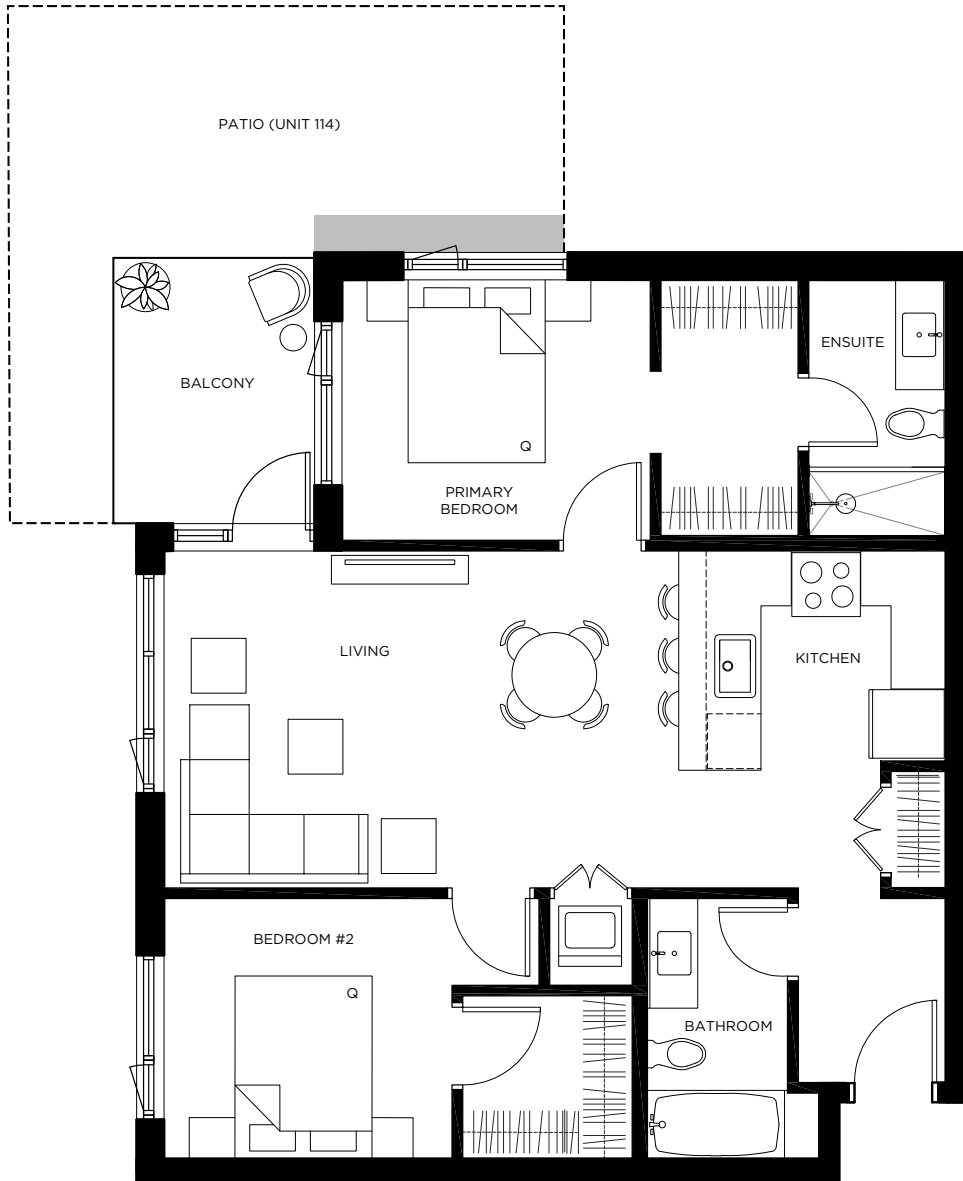 PATIO (UNIT 114)
ENSUITE
BALCONY
Q
PRIMARY
BEDROOM
LIVING
KITCHEN
BEDROOM #2
Q
BATHROOM